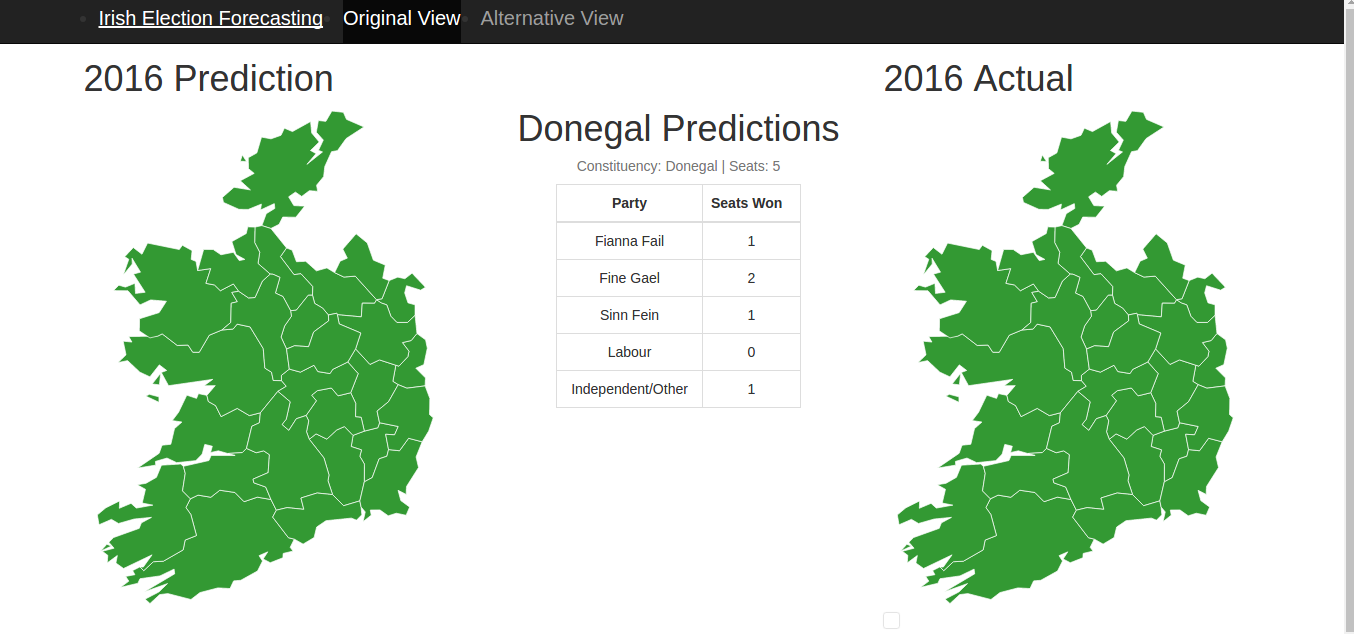 Irish Election Forecasting Original View Alternative View
2016 Prediction
2016 Actual
Donegal Predictions
Constituency: Donegal | Seats: 5
Party Seats Won
Fianna Fail 1
Fine Gael 2
Sinn Fein 1
Labour 0
Independent/Other 1